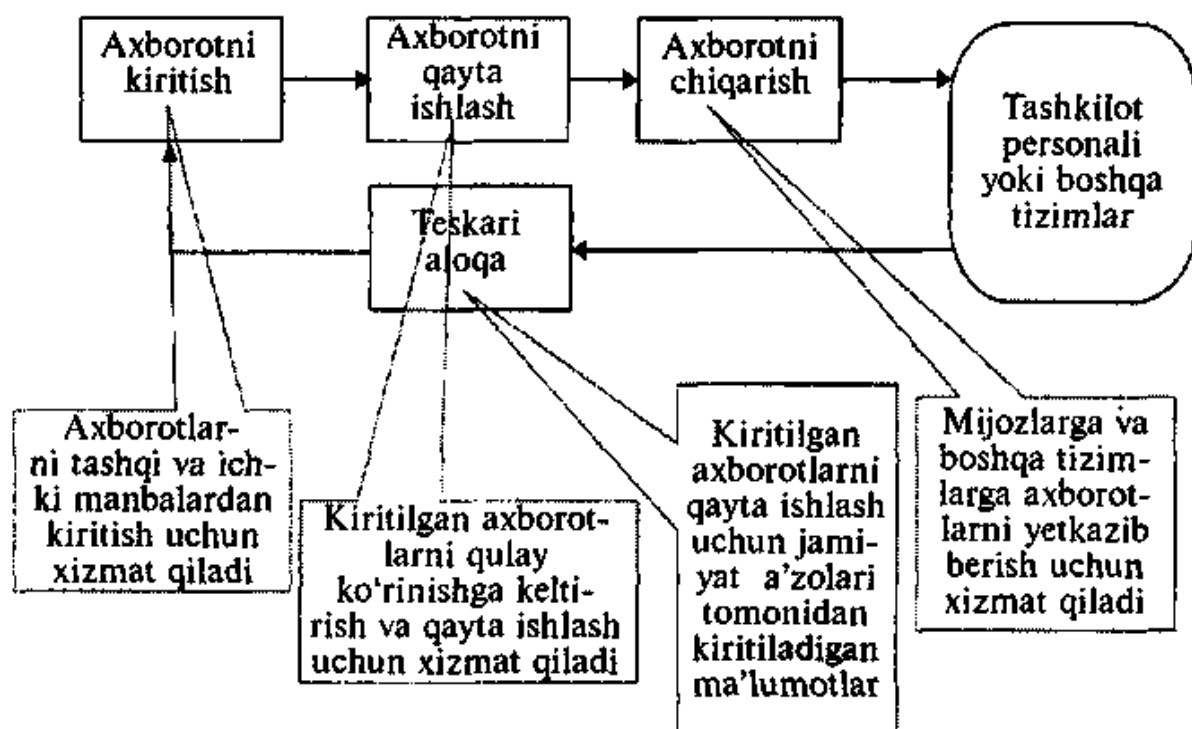 Axborotni
kiritish
Axborotni
qayta
ishlash
Axborotni
chiqarish
Tashkilot
personali
yoki boshqa
tizimlar
Teskari
aloqa
Axborotlar-
ni tashqi va ich-
ki manbalardan
kiritish uchun
xizmat qiladi
Kiritilgan axborot-
larni qulay
ko‘rinishga kelti-
rish va qayta ishlash
uchun xizmat qiladi
Kiritilgan
axborotlarni
qayta ishlash
uchun jami-
yat a’zolari
tomonidan
kiritiladigan
ma’lumotlar
Mijozlarga va
boshqa tizim-
larga axborot-
larni yetkazib
berish uchun
xizmat qiladi